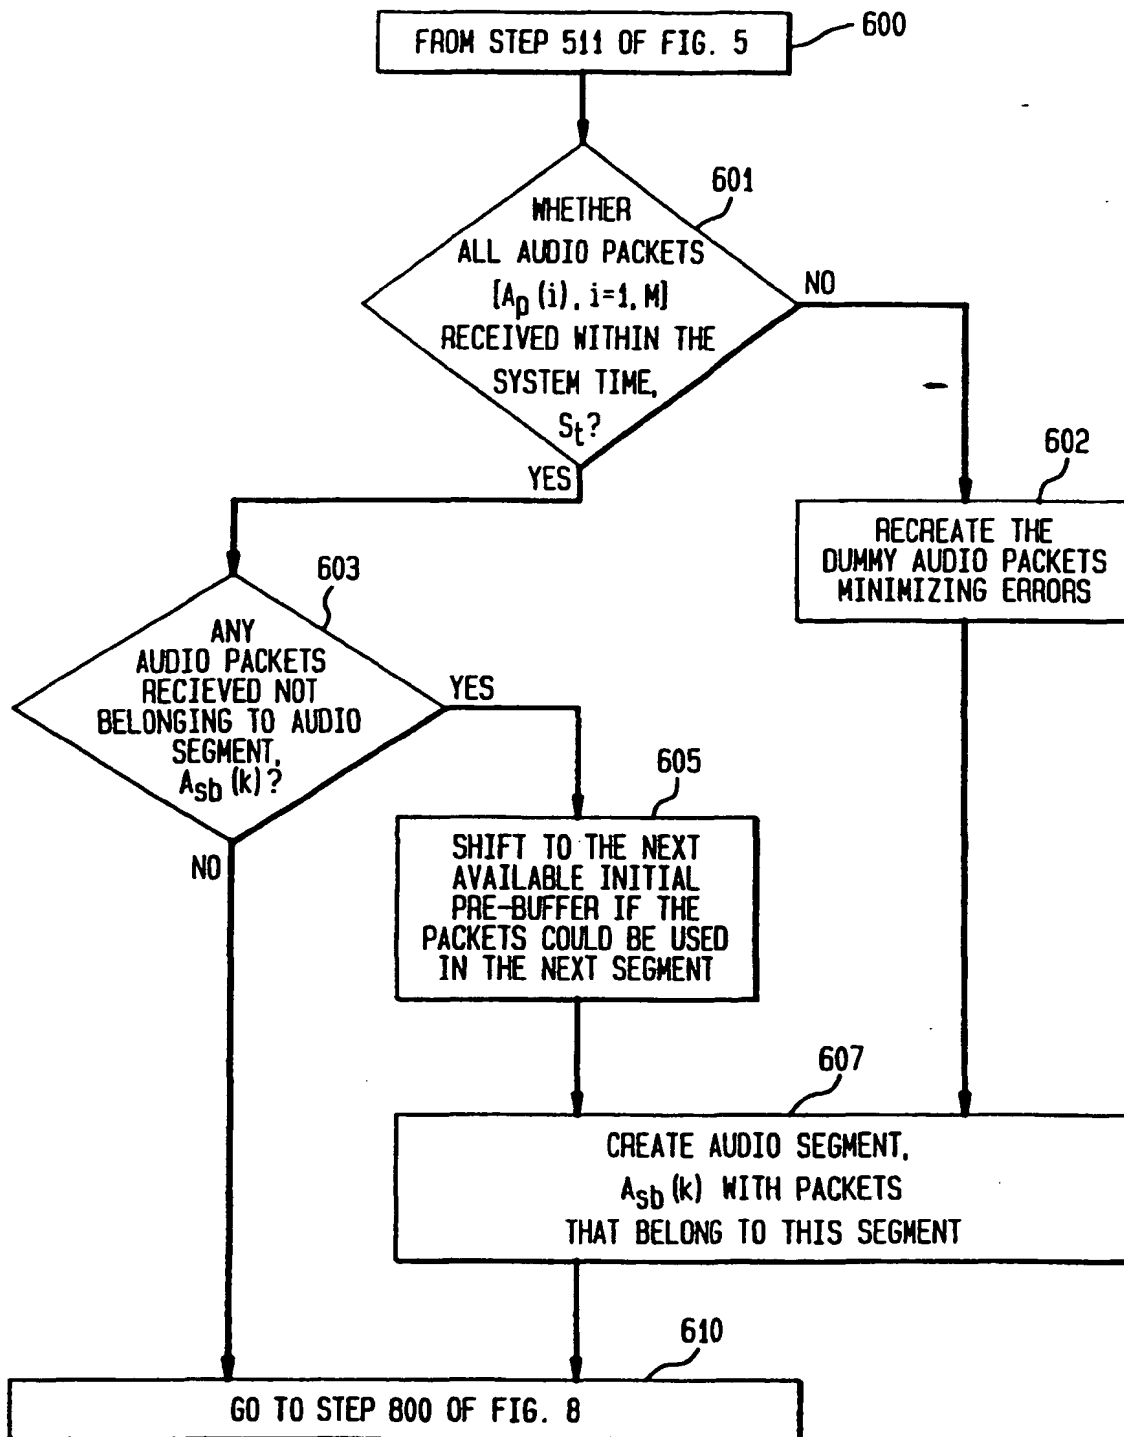 FROM STEP 511 OF FIG. 5
600
601
WHETHER
ALL AUDIO PACKETS
[Ap(i), i=1, M]
RECEIVED WITHIN THE
SYSTEM TIME,
St?
NO
YES
602
RECREATE THE
DUMMY AUDIO PACKETS
MINIMIZING ERRORS
603
ANY
AUDIO PACKETS
RECIEVED NOT
BELONGING TO AUDIO
SEGMENT,
Asb(k)?
YES
NO
605
SHIFT TO THE NEXT
AVAILABLE INITIAL
PRE-BUFFER IF THE
PACKETS COULD BE USED
IN THE NEXT SEGMENT
607
CREATE AUDIO SEGMENT,
Asb(k) WITH PACKETS
THAT BELONG TO THIS SEGMENT
610
GO TO STEP 800 OF FIG. 8